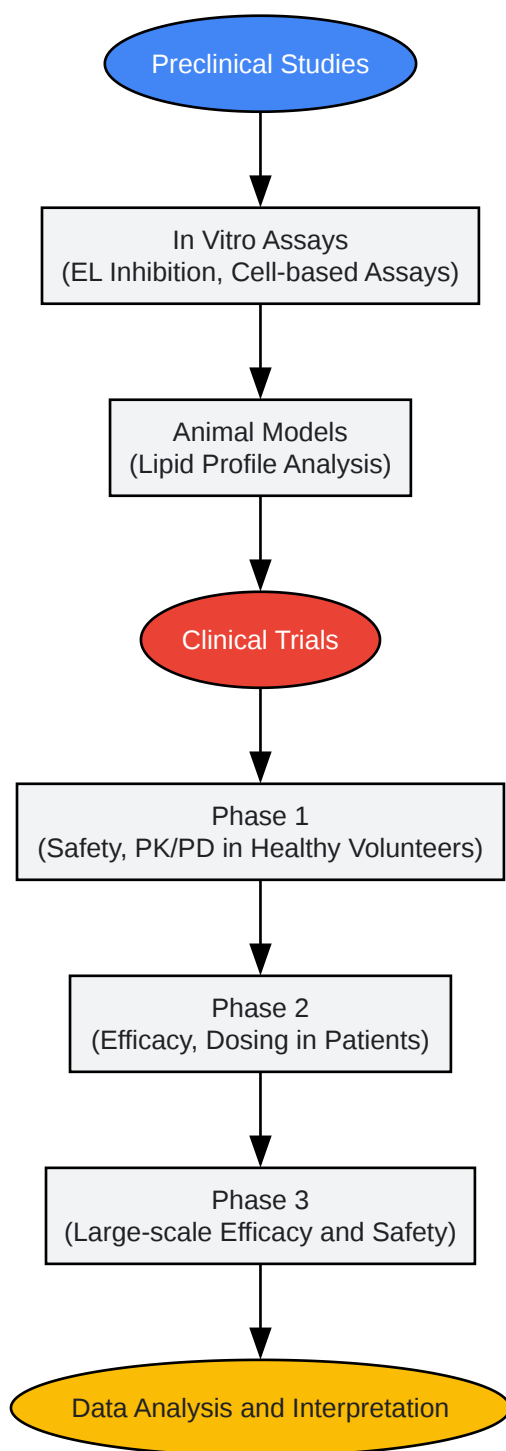 Preclinical Studies
In Vitro Assays
(EL Inhibition, Cell-based Assays)
Animal Models
(Lipid Profile Analysis)
Clinical Trials
Phase 1
(Safety, PK/PD in Healthy Volunteers)
Phase 2
(Efficacy, Dosing in Patients)
Phase 3
(Large-scale Efficacy and Safety)
Data Analysis and Interpretation